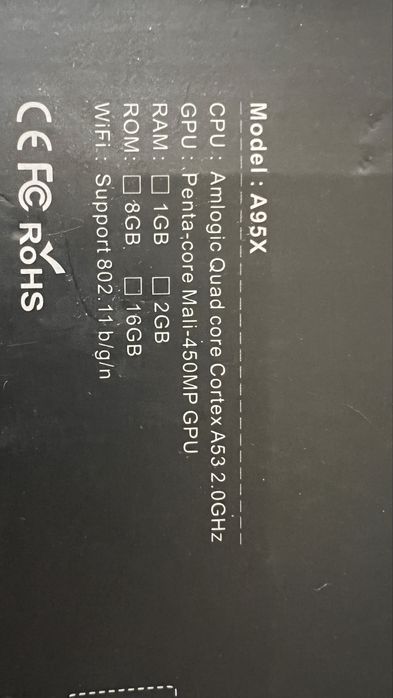 Model : A95X
CPU : Amlogic Quad core Cortex A53 2.0GHz
GPU : Penta-core Mali-450MP GPU
RAM : □ 1GB □ 2GB
ROM : □ 8GB □ 16GB
WiFi : Support 802.11 b/g/n
CE FC RoHS